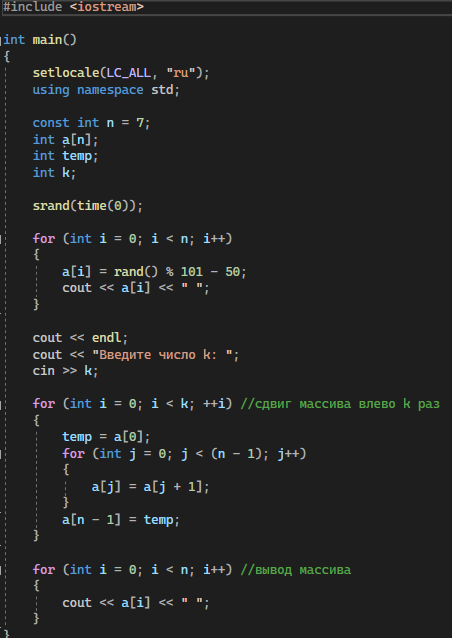 #include <iostream>
int main()
{
setlocale(LC_ALL, "ru");
using namespace std;
const int n = 7;
int a[n];
int temp;
int k;
srand(time(0));
for (int i = 0; i < n; i++)
{
a[i] = rand() % 101 - 50;
cout << a[i] << " ";
}
cout << endl;
cout << "Введите число k: ";
cin >> k;
for (int i = 0; i < k; ++i) //сдвиг массива влево k раз
{
temp = a[0];
for (int j = 0; j < (n - 1); j++)
{
a[j] = a[j + 1];
}
a[n - 1] = temp;
}
for (int i = 0; i < n; i++) //вывод массива
{
cout << a[i] << " ";
}
}